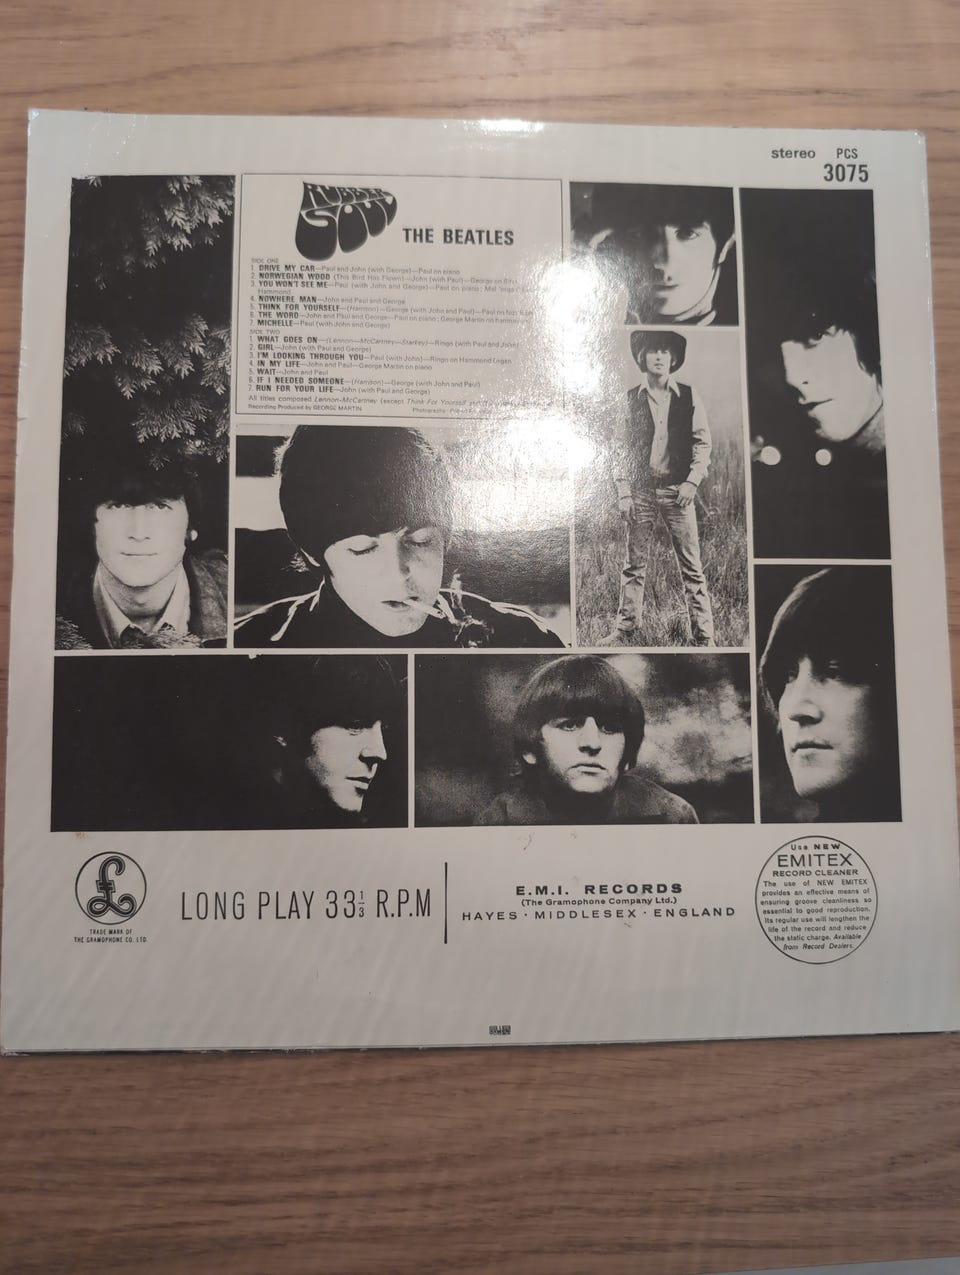 stereo PCS
3075
RUBBER
SOUL
THE BEATLES
SIDE ONE
1. DRIVE MY CAR—Paul and John (with George)—Paul on piano
2. NORWEGIAN WOOD (This Bird Has Flown)—John (with Paul)—George on
3. YOU WON'T SEE ME—Paul (with John and George)—Paul on piano; Mal
Hammond
4. NOWHERE MAN—John and Paul and George
5. THINK FOR YOURSELF—(Harrison)—George (with John and Paul)—Paul on
6. THE WORD—John and Paul and George—Paul on piano; George Martin on harmonium
7. MICHELLE—Paul (with John and George)
SIDE TWO
1. WHAT GOES ON—(Lennon-McCartney-Starkey)—Ringo (with Paul and John)
2. GIRL—John (with Paul and George)
3. I'M LOOKING THROUGH YOU—Paul (with John)—Ringo on Hammond Organ
4. IN MY LIFE—John and Paul—George Martin on piano
5. WAIT—John and Paul
6. IF I NEEDED SOMEONE—(Harrison)—George (with John and Paul)
7. RUN FOR YOUR LIFE—John (with Paul and George)
All titles composed Lennon-McCartney (except Think For Yourself
Recording Produced by GEORGE MARTIN Photographs:
£
TRADE MARK OF
THE GRAMOPHONE CO. LTD.
LONG PLAY 33⅓ R.P.M
E.M.I. RECORDS
(The Gramophone Company Ltd.)
HAYES · MIDDLESEX · ENGLAND
Use NEW
EMITEX
RECORD CLEANER
The use of NEW EMITEX
provides an effective means of
ensuring groove cleanliness so
essential to good reproduction.
Its regular use will lengthen the
life of the record and reduce
the static charge. Available
from Record Dealers.